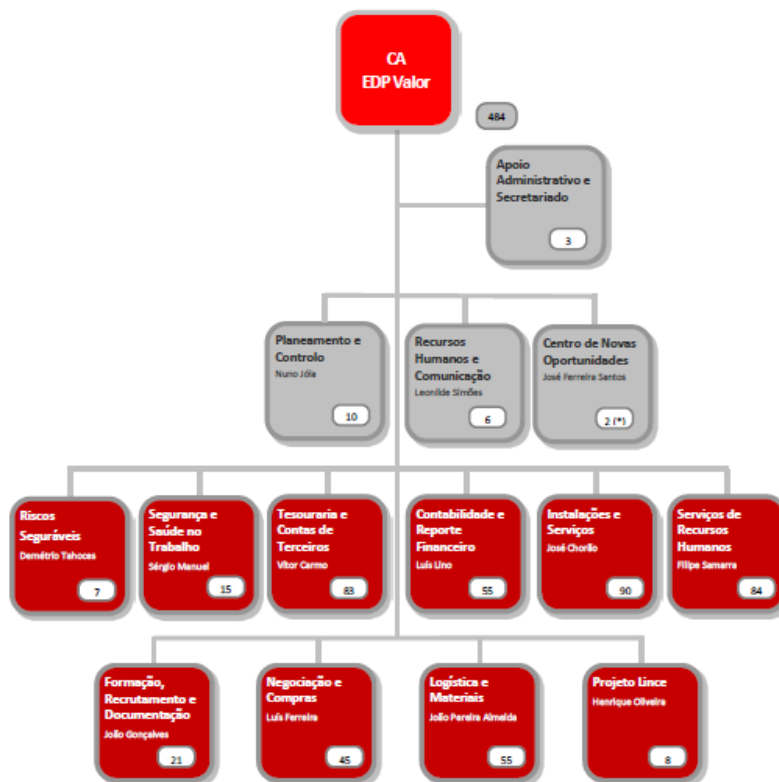 CA
EDP Valor
484
Apoio
Administrativo e
Secretariado
3
Planeamento e
Controlo
Nuno Jóia
10
Recursos
Humanos e
Comunicação
Leonilde Simões
6
Centro de Novas
Oportunidades
José Ferreira Santos
2 (*)
Riscos
Seguráveis
Demétrio Tahoces
7
Segurança e
Saúde no
Trabalho
Sérgio Manuel
15
Tesouraria e
Contas de
Terceiros
Vitor Carmo
83
Contabilidade e
Reporte
Financeiro
Luís Lino
55
Instalações e
Serviços
José Chorão
90
Serviços de
Recursos
Humanos
Filipe Samarra
84
Formação,
Recrutamento e
Documentação
João Gonçalves
21
Negociação e
Compras
Luís Ferreira
45
Logística e
Materiais
João Pereira Almeida
55
Projeto Lince
Henrique Oliveira
8